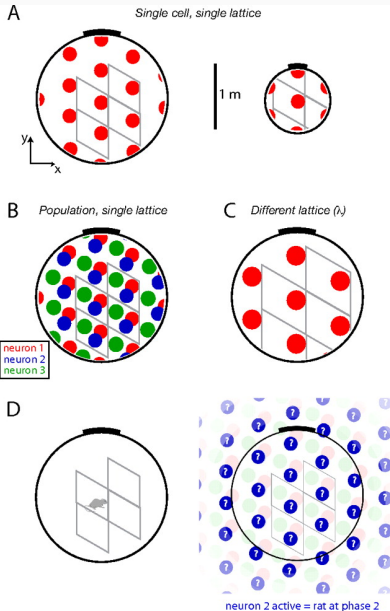 Single cell, single lattice
A
1 m
y
x
B
Population, single lattice
C
Different lattice (λ)
neuron 1
neuron 2
neuron 3
D
? ? ? ? ? ? ? ? ? ? ? ? ? ? ? ? ? ? ? ? ? ? ? ? ? ? ? ?
neuron 2 active = rat at phase 2